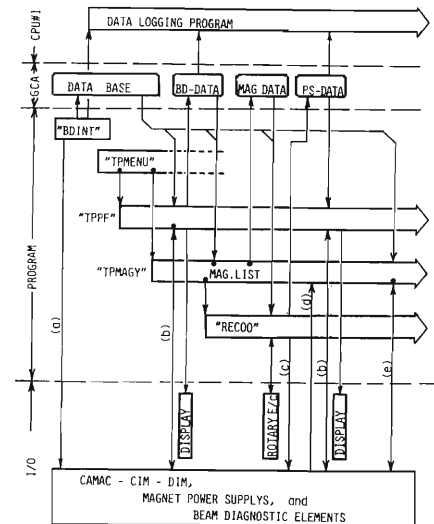 CPU#1
DATA LOGGING PROGRAM
GCA
DATA BASE
BD-DATA
MAG DATA
PS-DATA
PROGRAM
"BDINT"
"TPMENU"
"TPPF"
"TPMAGY"
MAG.LIST
"RECOO"
(a)
(b)
(c)
(d)
(b)
(e)
I/O
DISPLAY
ROTARY E/C
DISPLAY
CAMAC - CIM - DIM,
MAGNET POWER SUPPLYS, and
BEAM DIAGNOSTIC ELEMENTS